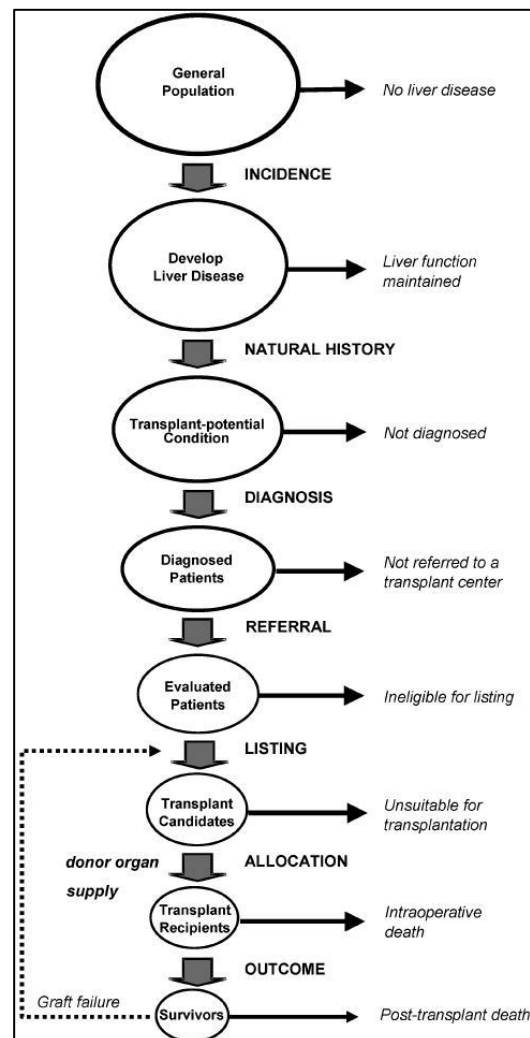 General
Population
No liver disease
INCIDENCE
Develop
Liver Disease
Liver function
maintained
NATURAL HISTORY
Transplant-potential
Condition
Not diagnosed
DIAGNOSIS
Diagnosed
Patients
Not referred to a
transplant center
REFERRAL
Evaluated
Patients
Ineligible for listing
LISTING
Transplant
Candidates
Unsuitable for
transplantation
donor organ
supply
ALLOCATION
Transplant
Recipients
Intraoperative
death
OUTCOME
Graft failure
Survivors
Post-transplant death